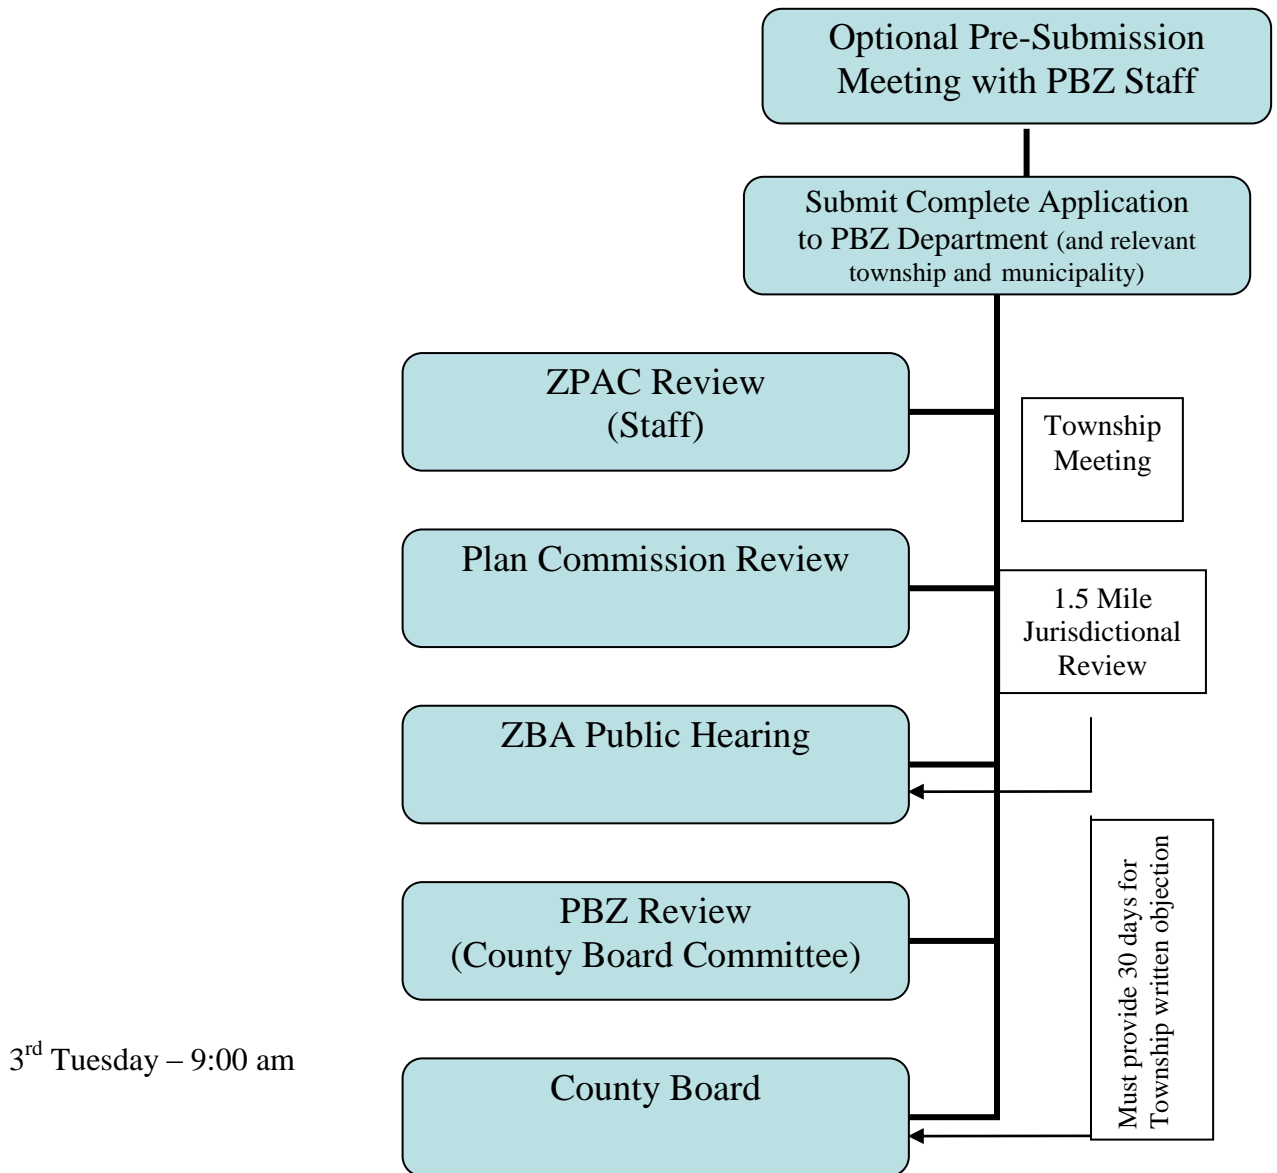 Optional Pre-Submission
Meeting with PBZ Staff
Submit Complete Application
to PBZ Department (and relevant
township and municipality)
ZPAC Review
(Staff)
Township
Meeting
Plan Commission Review
1.5 Mile
Jurisdictional
Review
ZBA Public Hearing
PBZ Review
(County Board Committee)
Must provide 30 days for
Township written objection
3rd Tuesday – 9:00 am
County Board